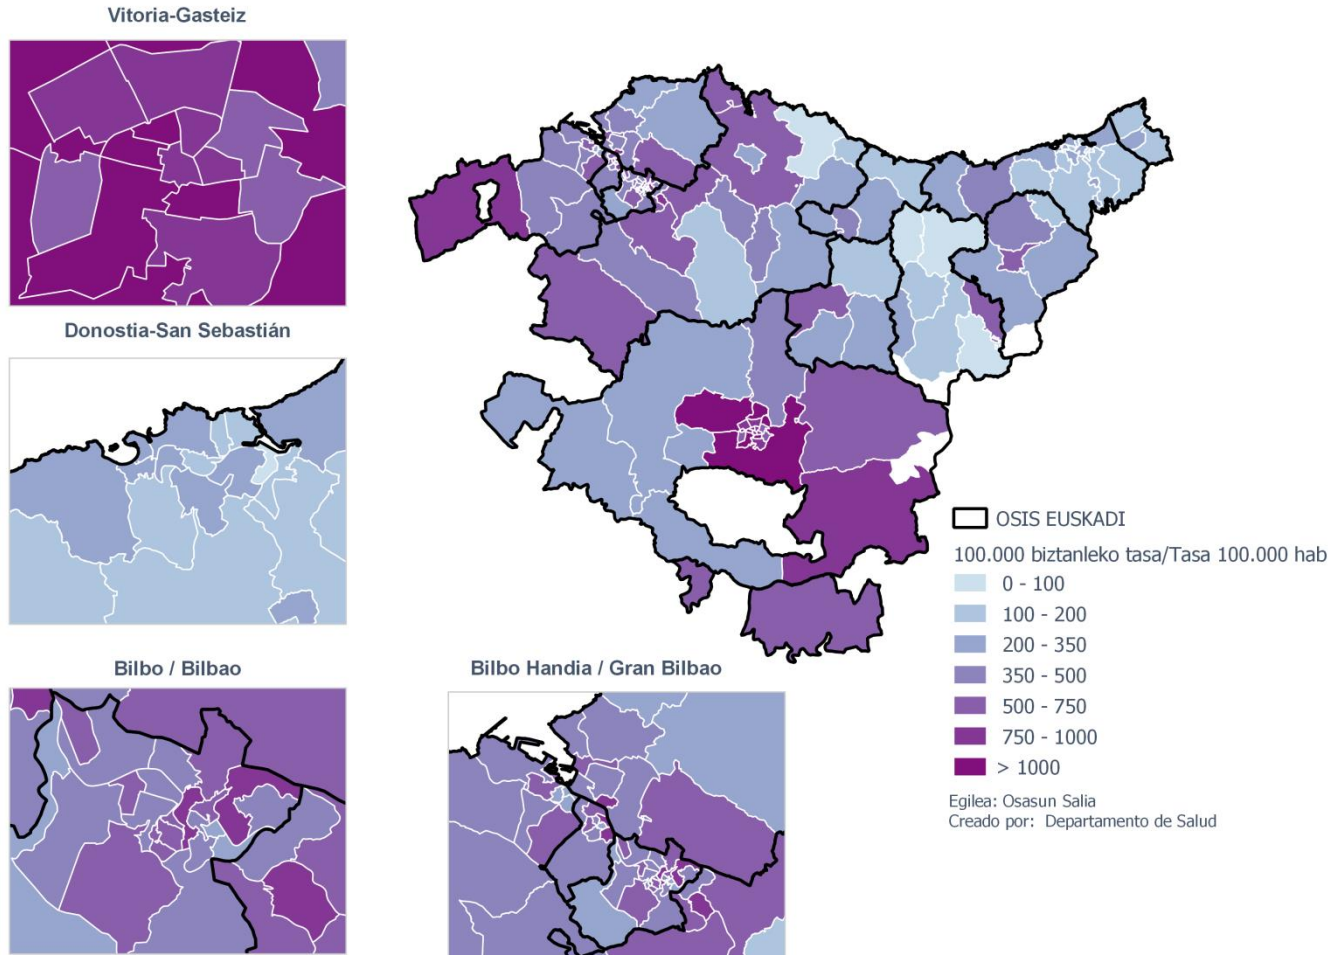 Vitoria-Gasteiz
Donostia-San Sebastián
Bilbo / Bilbao
Bilbo Handia / Gran Bilbao
OSIS EUSKADI
100.000 biztanleko tasa/Tasa 100.000 hab
0 - 100
100 - 200
200 - 350
350 - 500
500 - 750
750 - 1000
> 1000
Egilea: Osasun Salia
Creado por: Departamento de Salud